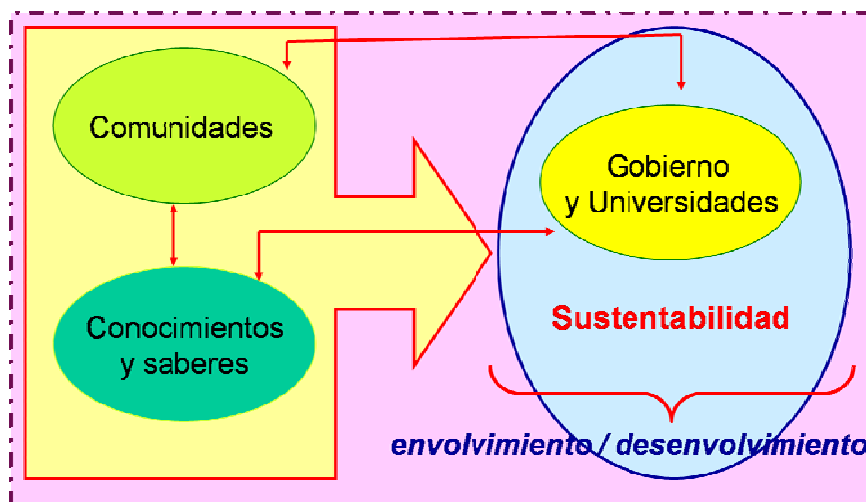 Comunidades
Gobierno
y Universidades
Conocimientos
y saberes
Sustentabilidad
envolvimiento / desenvolvimiento